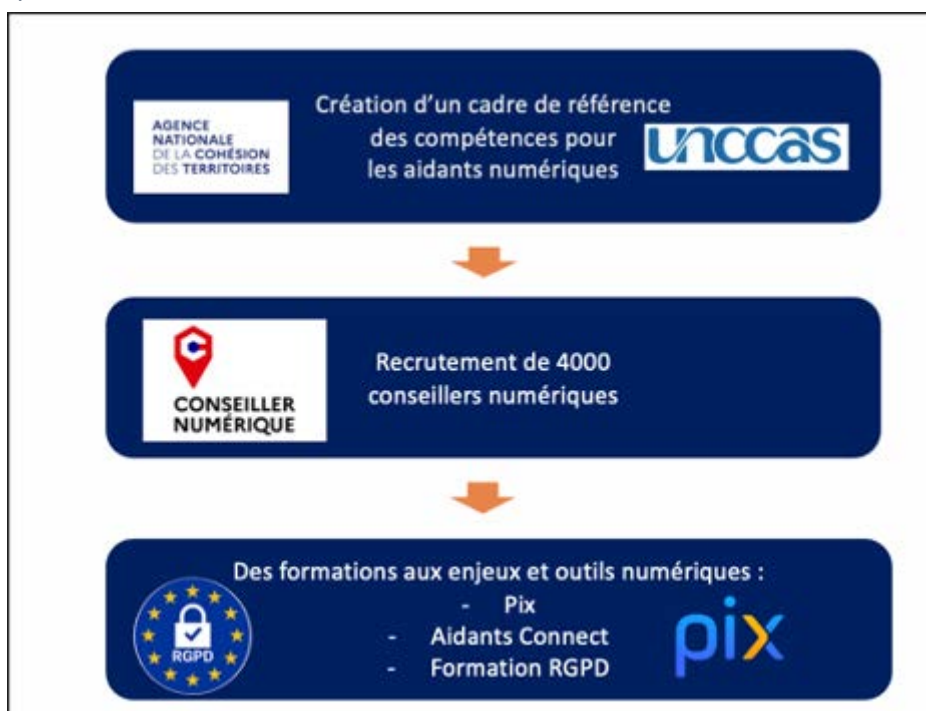 AGENCE
NATIONALE
DE LA COHÉSION
DES TERRITOIRES
Création d'un cadre de référence
des compétences pour
les aidants numériques
unccas
CONSEILLER
NUMÉRIQUE
Recrutement de 4000
conseillers numériques
Des formations aux enjeux et outils numériques :
- Pix
- Aidants Connect
- Formation RGPD
RGPD
pix